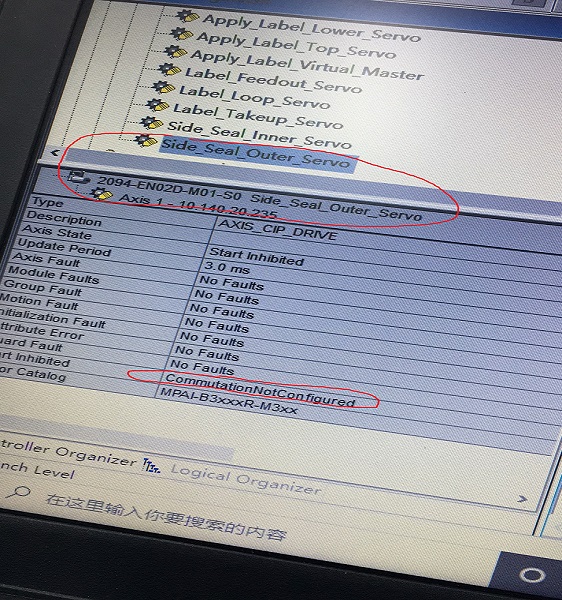 Apply_Label_Lower_Servo
Apply_Label_Top_Servo
Apply_Label_Virtual_Master
Label_Feedout_Servo
Label_Loop_Servo
Label_Takeup_Servo
Side_Seal_Inner_Servo
Side_Seal_Outer_Servo
2094-EN02D-M01-S0 Side_Seal_Outer_Servo
Axis 1 - 10.140.20.235
Type AXIS_CIP_DRIVE
Description
Axis State Start Inhibited
Update Period 3.0 ms
Axis Fault No Faults
Module Faults No Faults
Group Fault No Faults
Motion Fault No Faults
nitialization Fault No Faults
ttribute Error No Faults
uard Fault No Faults
rt Inhibited CommutationNotConfigured
or Catalog MPAI-B3xxxR-M3xx
troller Organizer Logical Organizer
nch Level
在这里输入你要搜索的内容